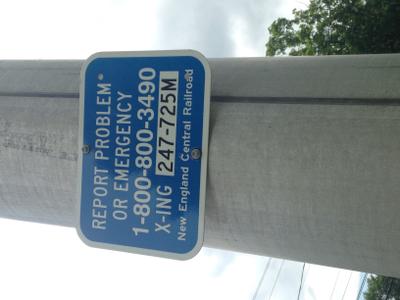 REPORT PROBLEM
OR EMERGENCY
1-800-800-3490
X-ING 247-725M
New England Central Railroad